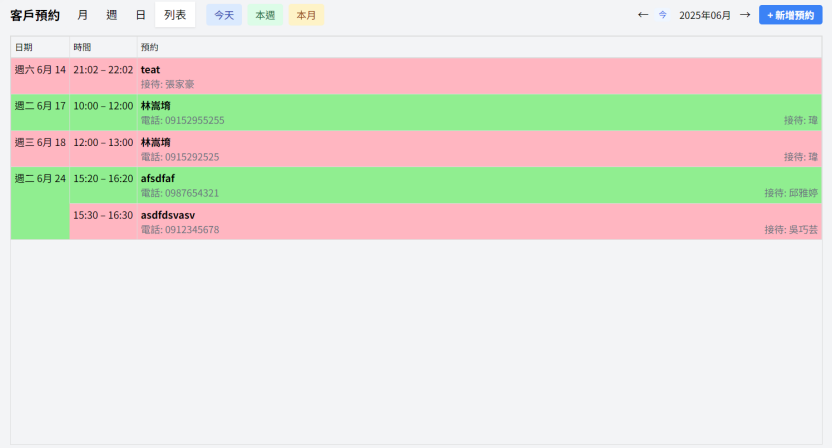 客戶預約 月 週 日 列表 今天 本週 本月 ← 今 2025年06月 → + 新增預約
日期 時間 預約
週六 6月 14 21:02 – 22:02 teat
接待: 張家豪
週二 6月 17 10:00 – 12:00 林嵩堉
電話: 09152955255 接待: 瑋
週三 6月 18 12:00 – 13:00 林嵩堉
電話: 0915292525 接待: 瑋
週二 6月 24 15:20 – 16:20 afsdfaf
電話: 0987654321 接待: 邱雅婷
15:30 – 16:30 asdfdsvasv
電話: 0912345678 接待: 吳巧芸